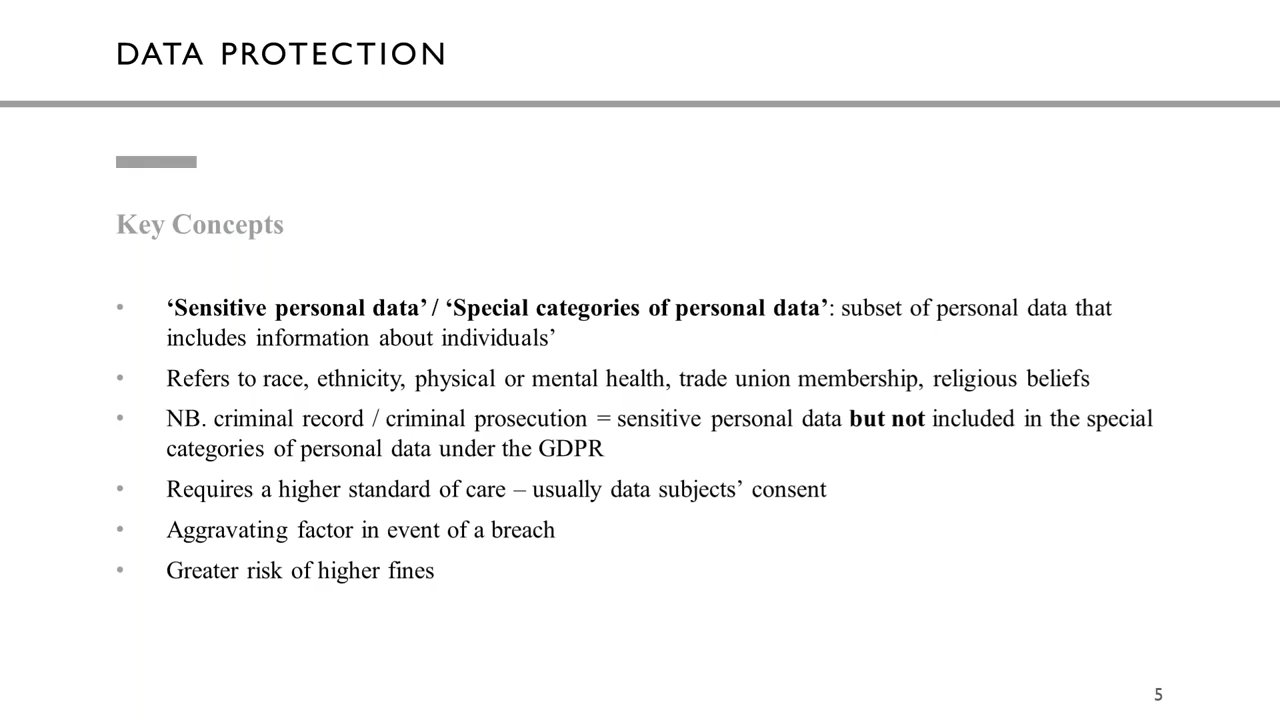 DATA PROTECTION
Key Concepts
• ‘Sensitive personal data’ / ‘Special categories of personal data’: subset of personal data that
includes information about individuals’
• Refers to race, ethnicity, physical or mental health, trade union membership, religious beliefs
• NB. criminal record / criminal prosecution = sensitive personal data but not included in the special
categories of personal data under the GDPR
• Requires a higher standard of care – usually data subjects’ consent
• Aggravating factor in event of a breach
• Greater risk of higher fines
5